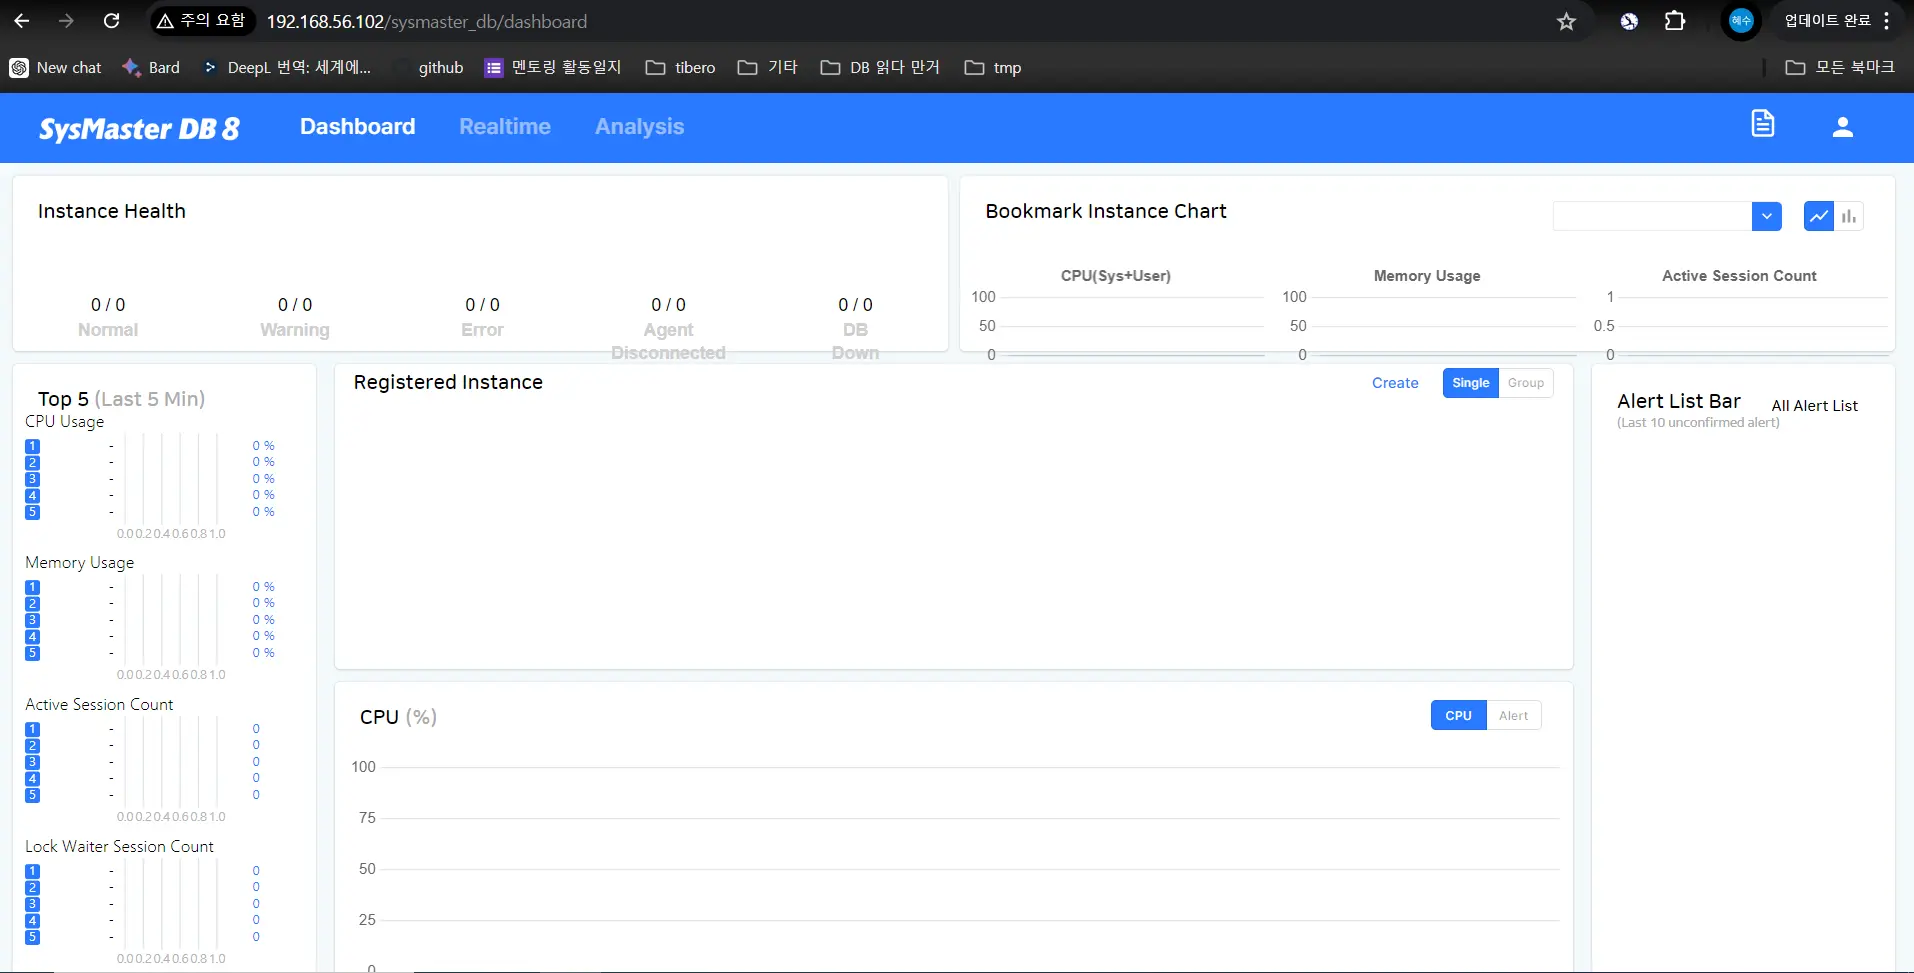 주의 요함 192.168.56.102/sysmaster_db/dashboard 혜수 업데이트 완료
New chat Bard DeepL 번역: 세계에... github 멘토링 활동일지 tibero 기타 DB 읽다 만거 tmp 모든 북마크
SysMaster DB 8 Dashboard Realtime Analysis
Instance Health
0 / 0 0 / 0 0 / 0 0 / 0 0 / 0
Normal Warning Error Agent Disconnected DB Down
Bookmark Instance Chart
CPU(Sys+User) Memory Usage Active Session Count
100 100 1
50 50 0.5
0 0 0
Top 5 (Last 5 Min)
CPU Usage
1 - 0 %
2 - 0 %
3 - 0 %
4 - 0 %
5 - 0 %
0.0 0.2 0.4 0.6 0.8 1.0
Memory Usage
1 - 0 %
2 - 0 %
3 - 0 %
4 - 0 %
5 - 0 %
0.0 0.2 0.4 0.6 0.8 1.0
Active Session Count
1 - 0
2 - 0
3 - 0
4 - 0
5 - 0
0.0 0.2 0.4 0.6 0.8 1.0
Lock Waiter Session Count
1 - 0
2 - 0
3 - 0
4 - 0
5 - 0
0.0 0.2 0.4 0.6 0.8 1.0
Registered Instance Create Single Group
CPU (%) CPU Alert
100
75
50
25
0
Alert List Bar All Alert List
(Last 10 unconfirmed alert)